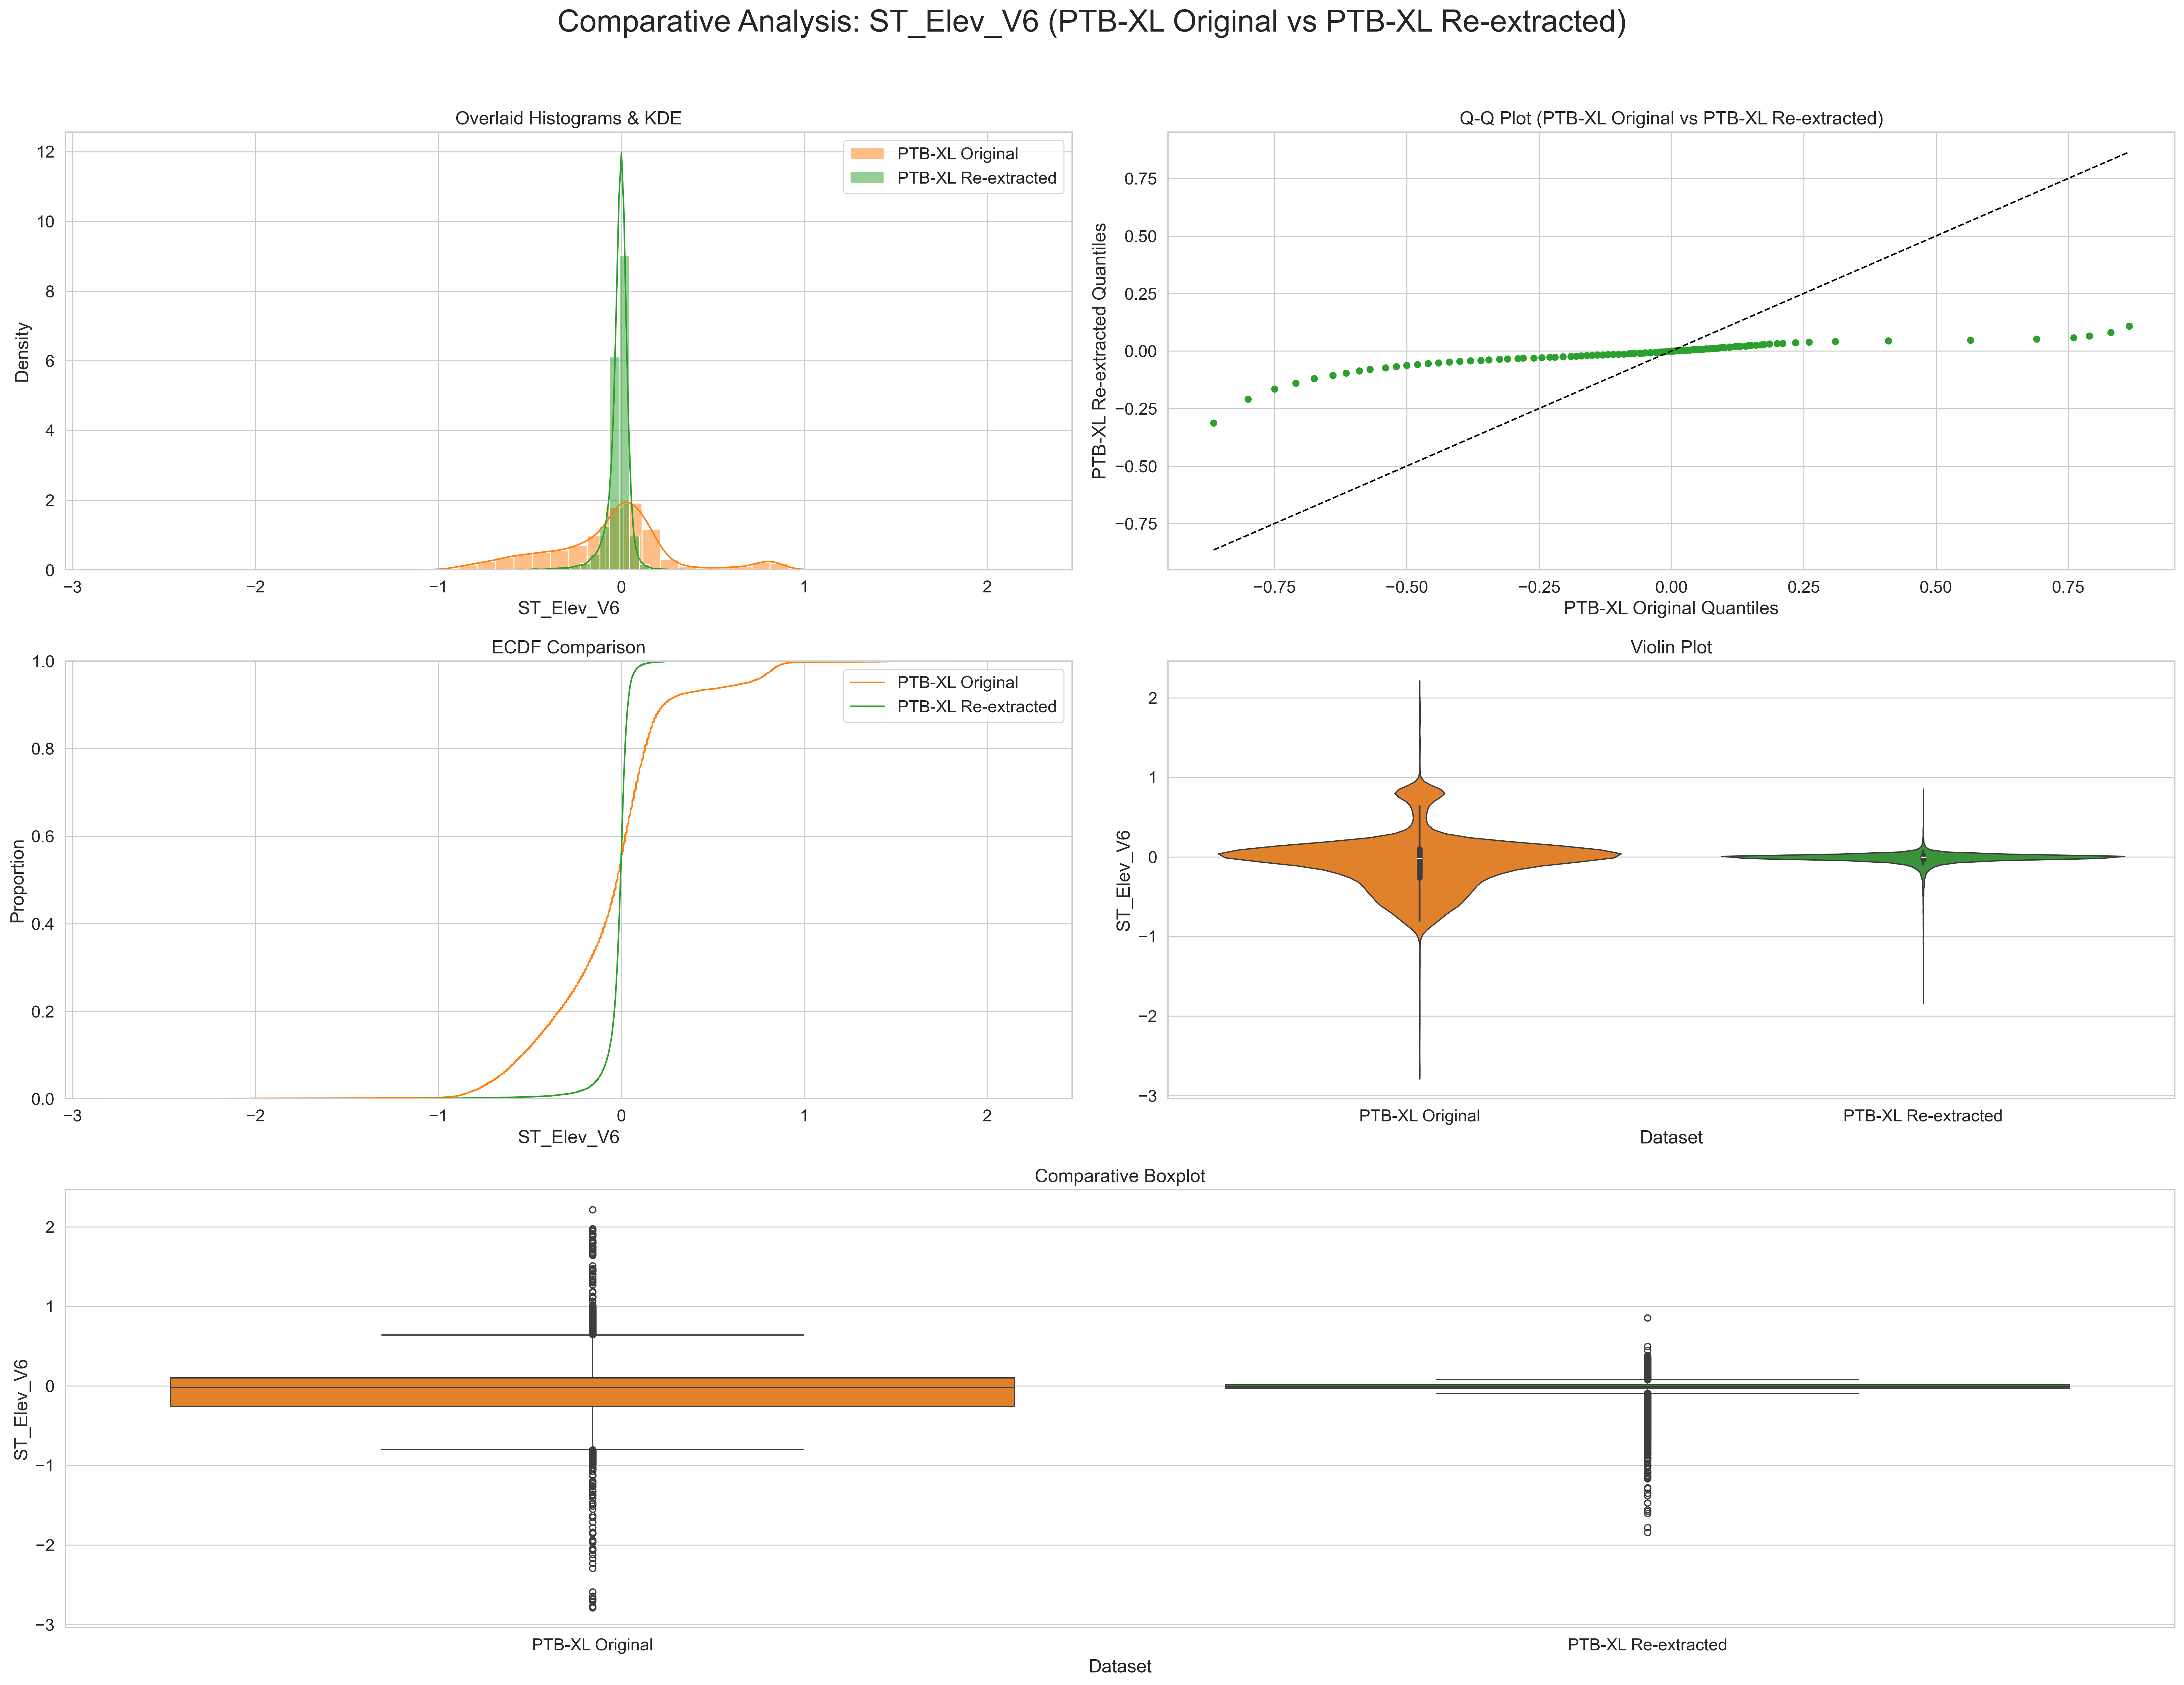 Comparative Analysis: ST_Elev_V6 (PTB-XL Original vs PTB-XL Re-extracted)
Overlaid Histograms & KDE
Density
12
10
8
6
4
2
0
−3
−2
−1
0
1
2
ST_Elev_V6
PTB-XL Original
PTB-XL Re-extracted
Q-Q Plot (PTB-XL Original vs PTB-XL Re-extracted)
PTB-XL Re-extracted Quantiles
0.75
0.50
0.25
0.00
−0.25
−0.50
−0.75
−0.75
−0.50
−0.25
0.00
0.25
0.50
0.75
PTB-XL Original Quantiles
ECDF Comparison
Proportion
1.0
0.8
0.6
0.4
0.2
0.0
−3
−2
−1
0
1
2
ST_Elev_V6
PTB-XL Original
PTB-XL Re-extracted
Violin Plot
ST_Elev_V6
2
1
0
−1
−2
−3
PTB-XL Original
PTB-XL Re-extracted
Dataset
Comparative Boxplot
ST_Elev_V6
2
1
0
−1
−2
−3
PTB-XL Original
PTB-XL Re-extracted
Dataset